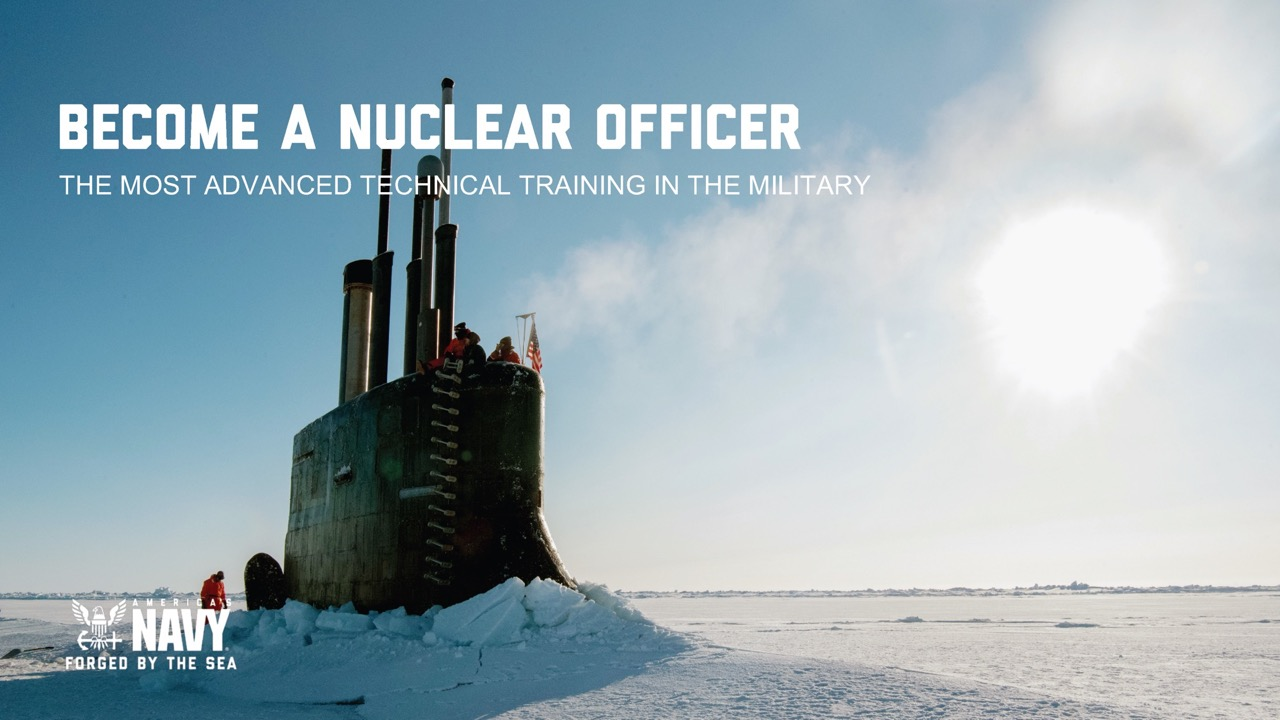 BECOME A NUCLEAR OFFICER
THE MOST ADVANCED TECHNICAL TRAINING IN THE MILITARY
AMERICA'S
NAVY
FORGED BY THE SEA